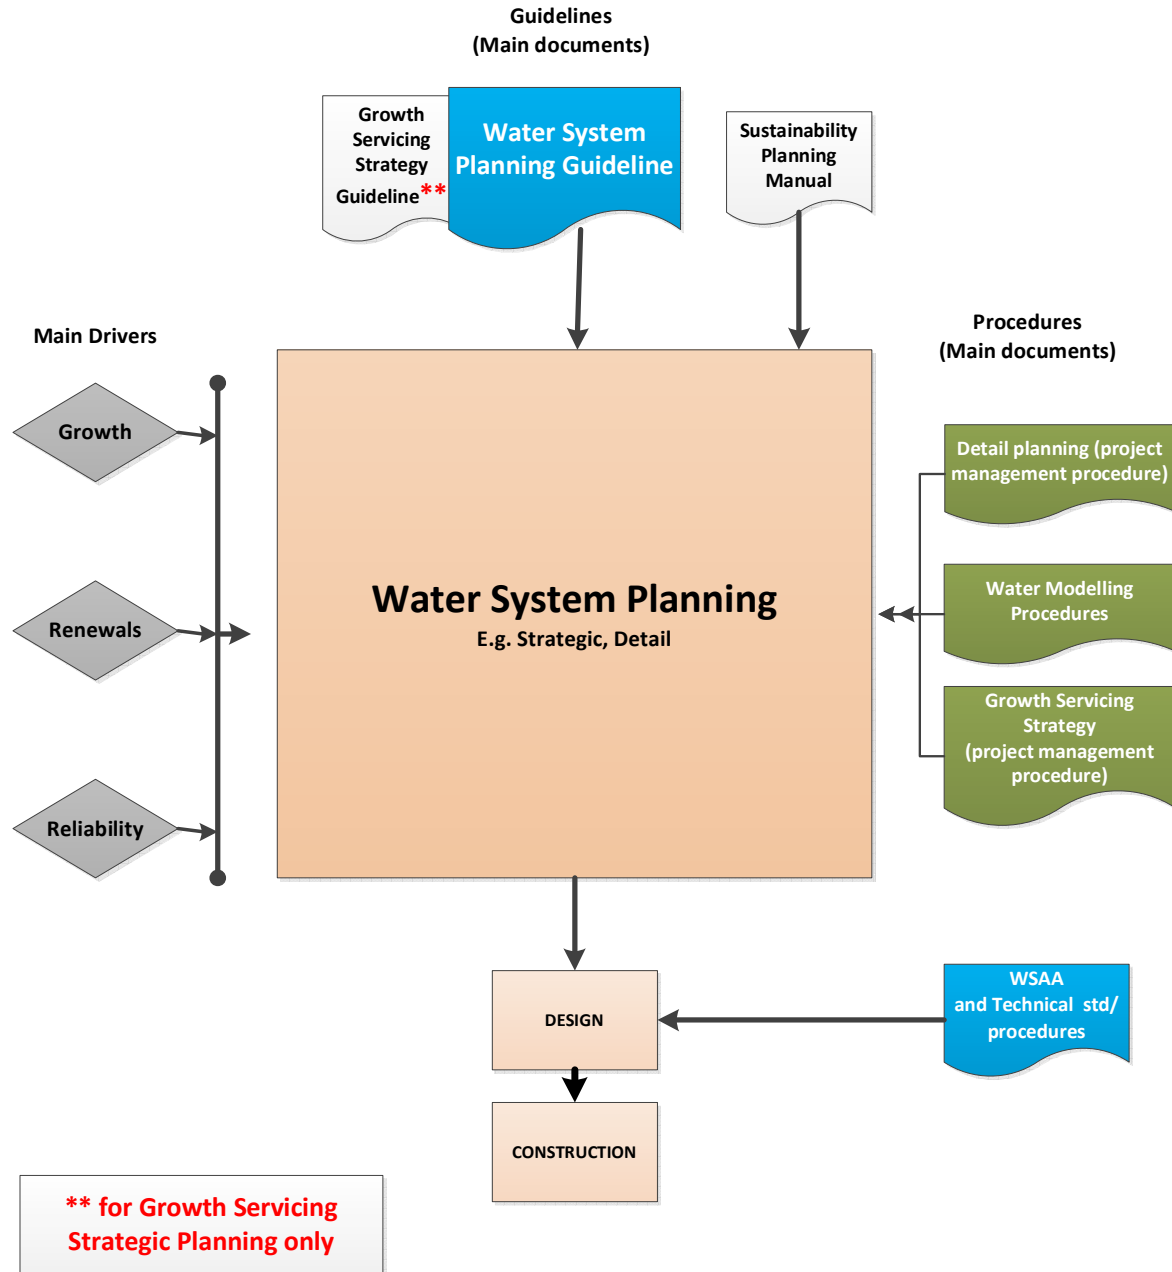 Guidelines
(Main documents)
Growth
Servicing
Strategy
Guideline**
Water System
Planning Guideline
Sustainability
Planning
Manual
Main Drivers
Procedures
(Main documents)
Growth
Renewals
Reliability
Water System Planning
E.g. Strategic, Detail
Detail planning (project
management procedure)
Water Modelling
Procedures
Growth Servicing
Strategy
(project management
procedure)
DESIGN
WSAA
and Technical std/
procedures
CONSTRUCTION
** for Growth Servicing
Strategic Planning only